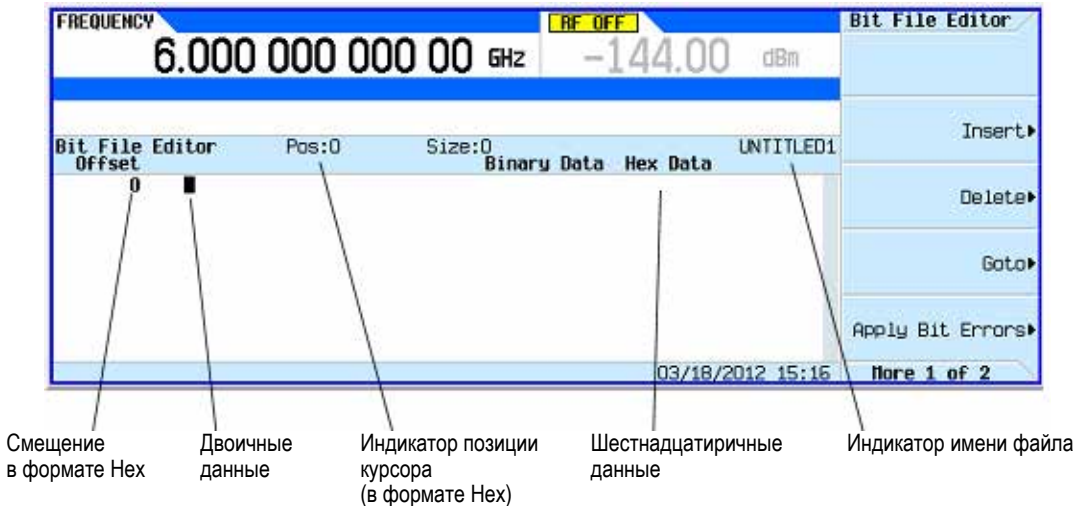 FREQUENCY RF OFF Bit File Editor
6.000 000 000 00 GHz -144.00 dBm
Insert
Bit File Editor Pos:0 Size:0 UNTITLED1
Offset Binary Data Hex Data
0
Delete
Goto
Apply Bit Errors
03/18/2012 15:16 More 1 of 2
Смещение
в формате Hex
Двоичные
данные
Индикатор позиции
курсора
(в формате Hex)
Шестнадцатиричные
данные
Индикатор имени файла